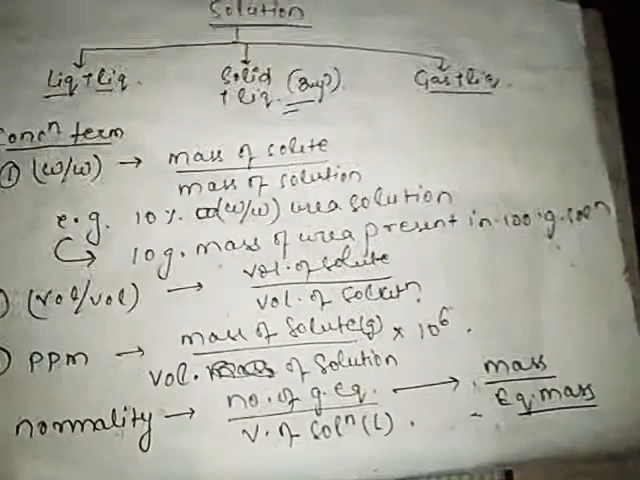 Solution
Liq + Liq. Solid + Liq. Gas + Liq.
Concn term
① (w/w) → mass of solute / mass of solution
e.g. 10 %. (w/w) urea solution
10 g. mass of urea present in 100 g. soln
(vol/vol) → vol. of solute / vol. of
PPM → mass of solute(g) / vol. of solution × 10⁶.
normality → no. of g. eq. / V. of soln (L). → mass / Eq. mass